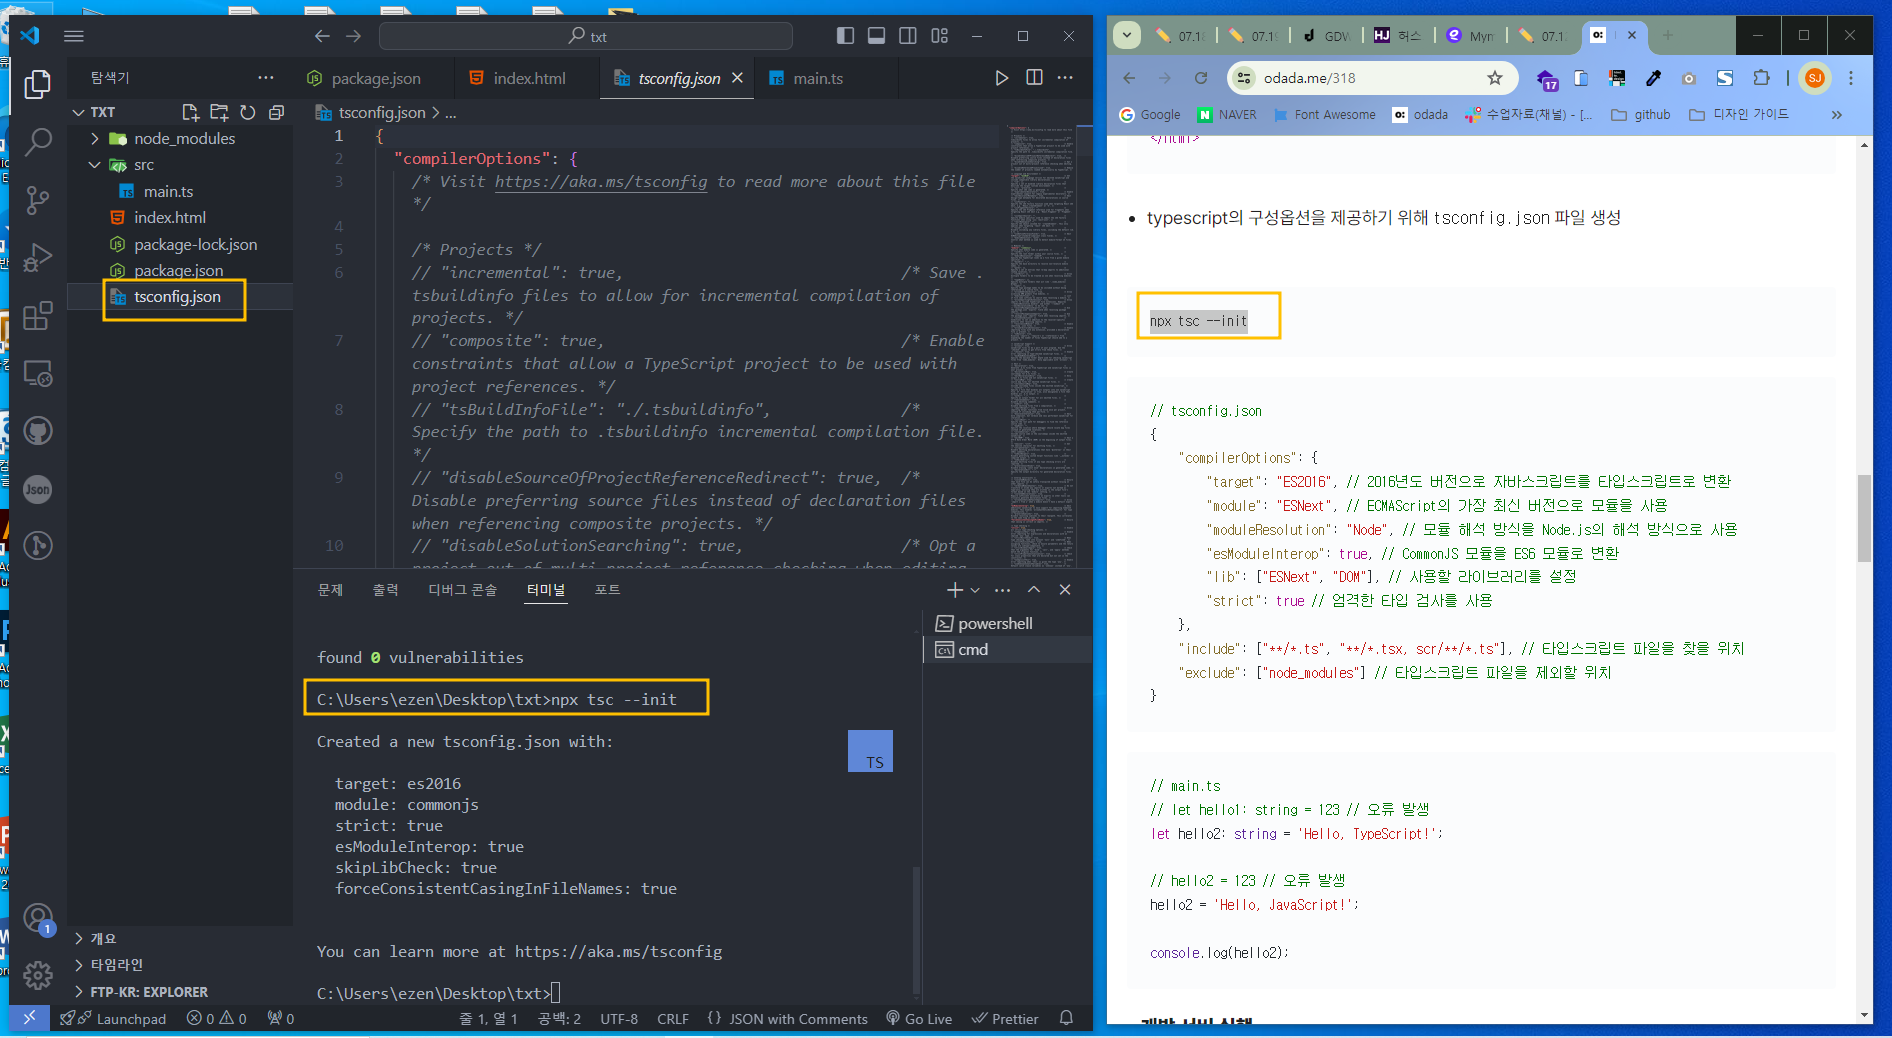 txt
탐색기
TXT
node_modules
src
main.ts
index.html
package-lock.json
package.json
tsconfig.json
개요
타임라인
FTP-KR: EXPLORER
package.json
index.html
tsconfig.json
main.ts
tsconfig.json > ...
1 {
2 "compilerOptions": {
3 /* Visit https://aka.ms/tsconfig to read more about this file
*/
4
5 /* Projects */
6 // "incremental": true, /* Save .
tsbuildinfo files to allow for incremental compilation of
projects. */
7 // "composite": true, /* Enable
constraints that allow a TypeScript project to be used with
project references. */
8 // "tsBuildInfoFile": "./.tsbuildinfo", /*
Specify the path to .tsbuildinfo incremental compilation file.
*/
9 // "disableSourceOfProjectReferenceRedirect": true, /*
Disable preferring source files instead of declaration files
when referencing composite projects. */
10 // "disableSolutionSearching": true, /* Opt a
project out of multi-project reference checking when editing.
문제 출력 디버그 콘솔 터미널 포트
powershell
cmd
found 0 vulnerabilities
C:\Users\ezen\Desktop\txt>npx tsc --init
Created a new tsconfig.json with:
TS
target: es2016
module: commonjs
strict: true
esModuleInterop: true
skipLibCheck: true
forceConsistentCasingInFileNames: true
You can learn more at https://aka.ms/tsconfig
C:\Users\ezen\Desktop\txt>
Json
1
Launchpad 0 0 0 줄 1, 열 1 공백: 2 UTF-8 CRLF {} JSON with Comments Go Live Prettier
07.1 07.1 GDW HJ 허스 Myn 07.1 o:
odada.me/318
17
SJ
Google NAVER Font Awesome odada 수업자료(채널) - [... github 디자인 가이드 »
</html>
• typescript의 구성옵션을 제공하기 위해 tsconfig.json 파일 생성
npx tsc --init
// tsconfig.json
{
"compilerOptions": {
"target": "ES2016", // 2016년도 버전으로 자바스크립트를 타입스크립트로 변환
"module": "ESNext", // ECMAScript의 가장 최신 버전으로 모듈을 사용
"moduleResolution": "Node", // 모듈 해석 방식을 Node.js의 해석 방식으로 사용
"esModuleInterop": true, // CommonJS 모듈을 ES6 모듈로 변환
"lib": ["ESNext", "DOM"], // 사용할 라이브러리를 설정
"strict": true // 엄격한 타입 검사를 사용
},
"include": ["**/*.ts", "**/*.tsx, scr/**/*.ts"], // 타입스크립트 파일을 찾을 위치
"exclude": ["node_modules"] // 타입스크립트 파일을 제외할 위치
}
// main.ts
// let hello1: string = 123 // 오류 발생
let hello2: string = 'Hello, TypeScript!';
// hello2 = 123 // 오류 발생
hello2 = 'Hello, JavaScript!';
console.log(hello2);